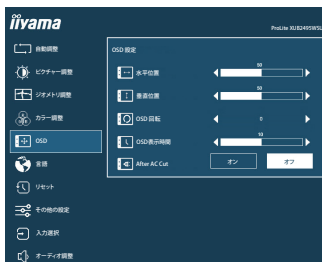 iiyama
ProLite XUB2495WSU
自動調整
ピクチャー調整
ジオメトリ調整
カラー調整
OSD
言語
リセット
その他の設定
入力選択
オーディオ調整
OSD 設定
水平位置
50
垂直位置
50
OSD 回転
0
OSD表示時間
10
After AC Cut
オン
オフ